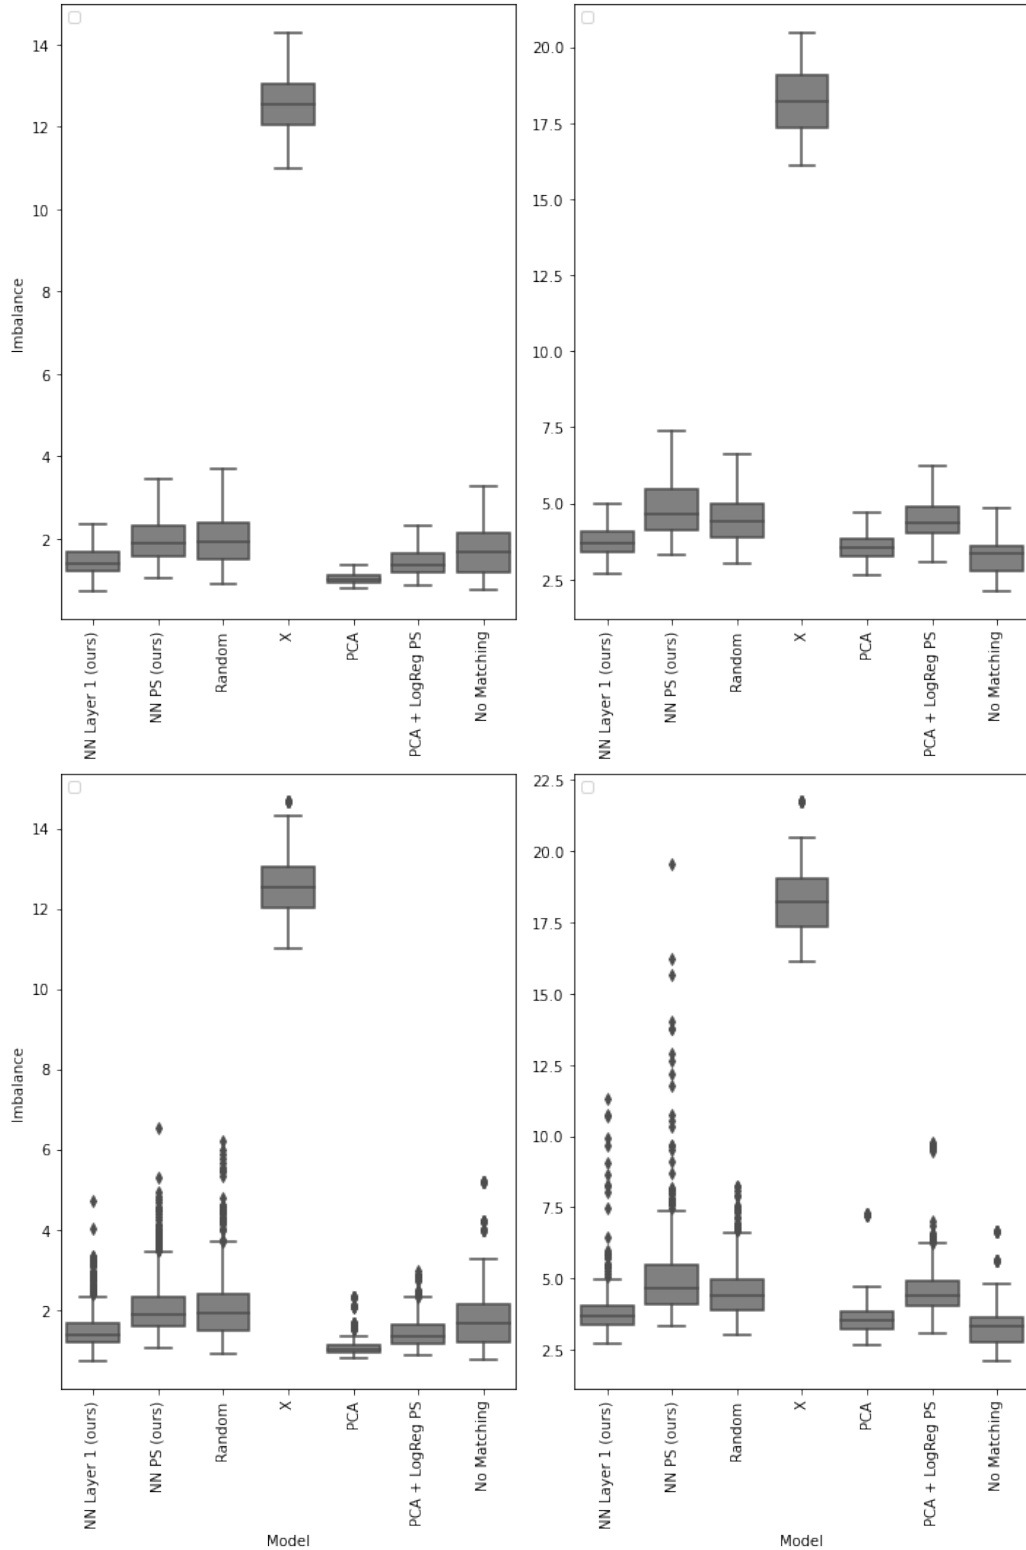 14
12
10
8
6
4
2
Imbalance
NN Layer 1 (ours)
NN PS (ours)
Random
X
PCA
PCA + LogReg PS
No Matching
20.0
17.5
15.0
12.5
10.0
7.5
5.0
2.5
NN Layer 1 (ours)
NN PS (ours)
Random
X
PCA
PCA + LogReg PS
No Matching
14
12
10
8
6
4
2
Imbalance
NN Layer 1 (ours)
NN PS (ours)
Random
X
PCA
PCA + LogReg PS
No Matching
Model
22.5
20.0
17.5
15.0
12.5
10.0
7.5
5.0
2.5
NN Layer 1 (ours)
NN PS (ours)
Random
X
PCA
PCA + LogReg PS
No Matching
Model